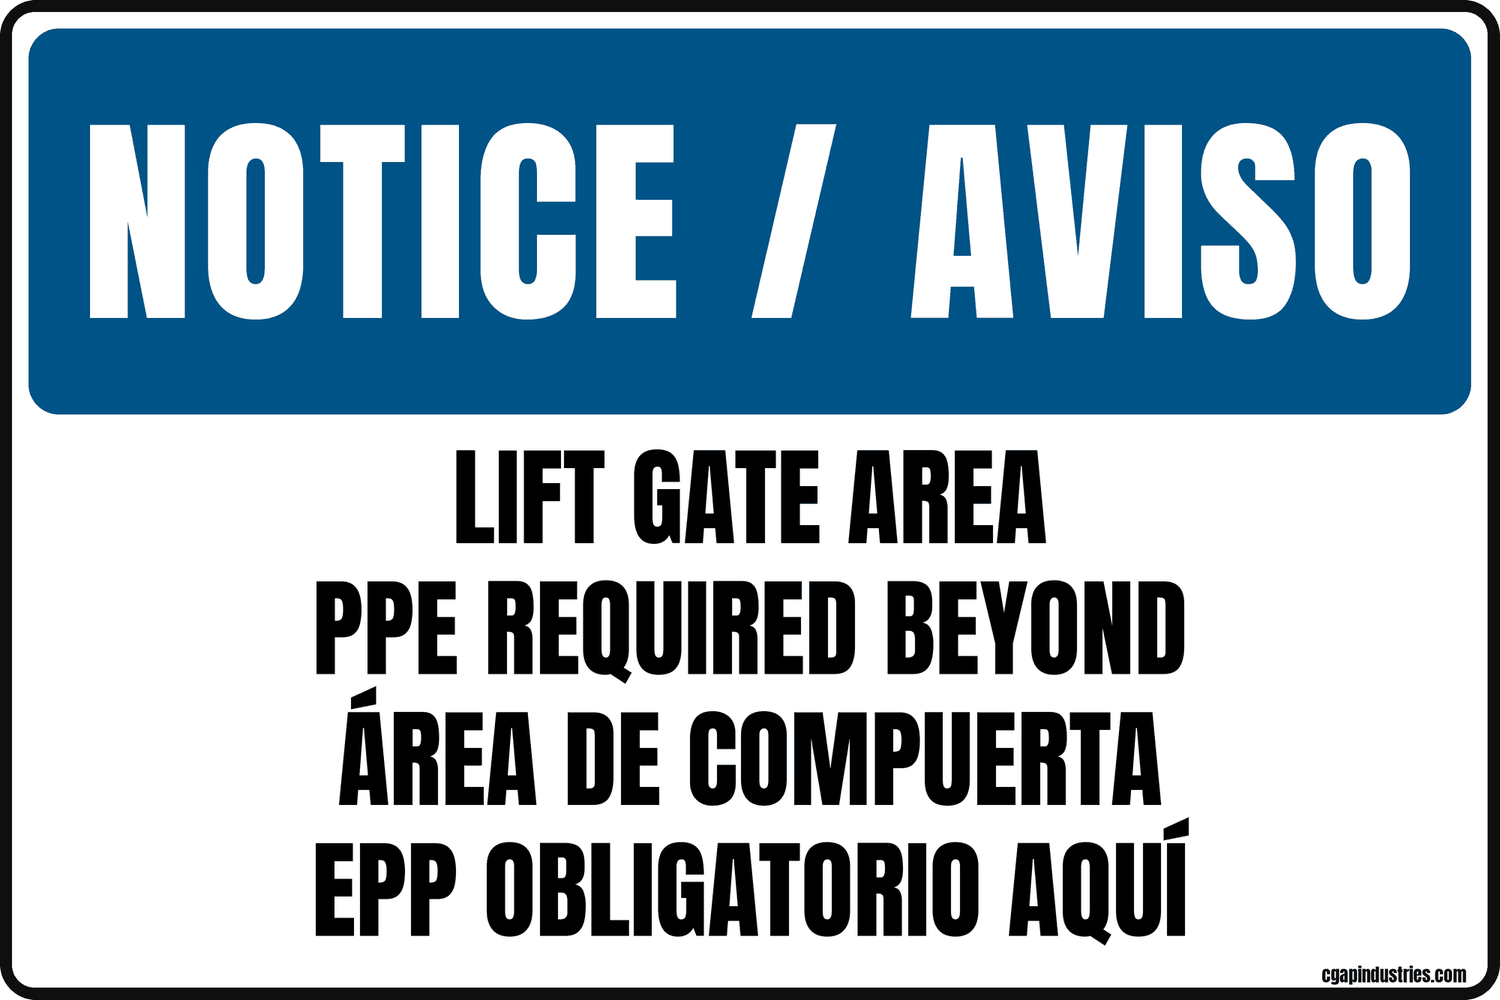 NOTICE / AVISO
LIFT GATE AREA
PPE REQUIRED BEYOND
ÁREA DE COMPUERTA
EPP OBLIGATORIO AQUÍ
cgapindustries.com